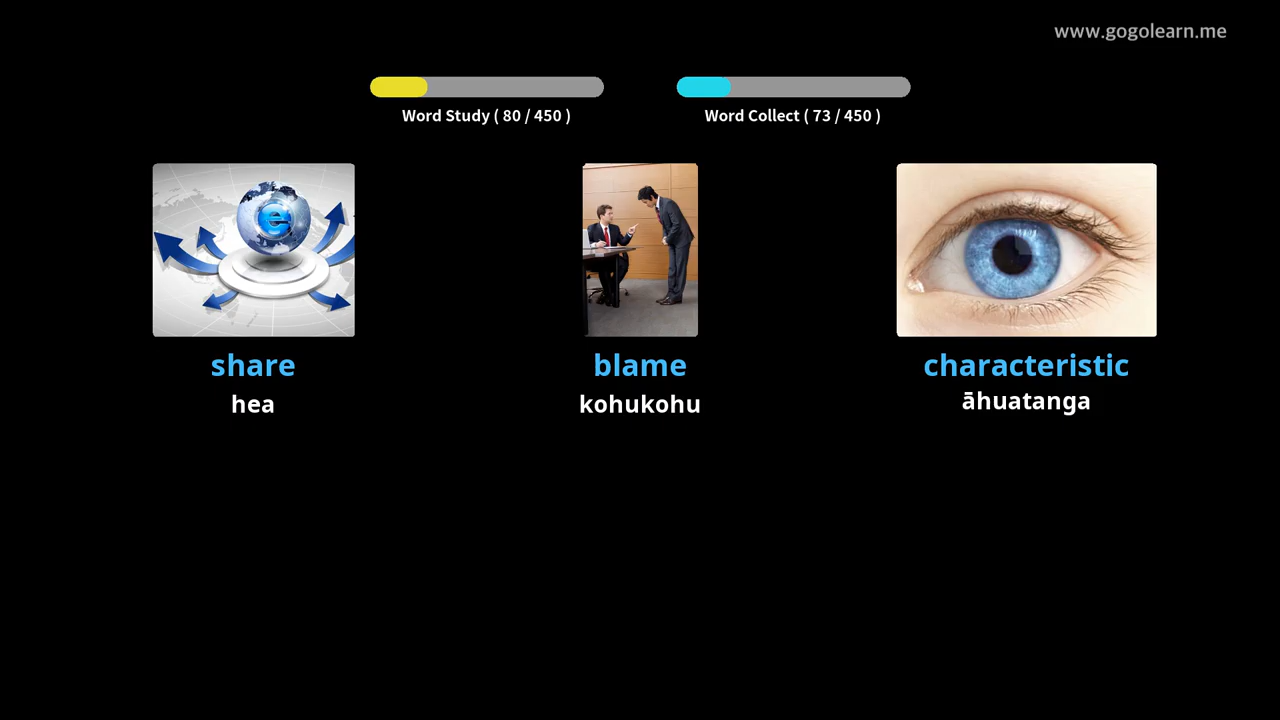 www.gogolearn.me
Word Study ( 80 / 450 )
Word Collect ( 73 / 450 )
e
share
blame
characteristic
hea
kohukohu
āhuatanga